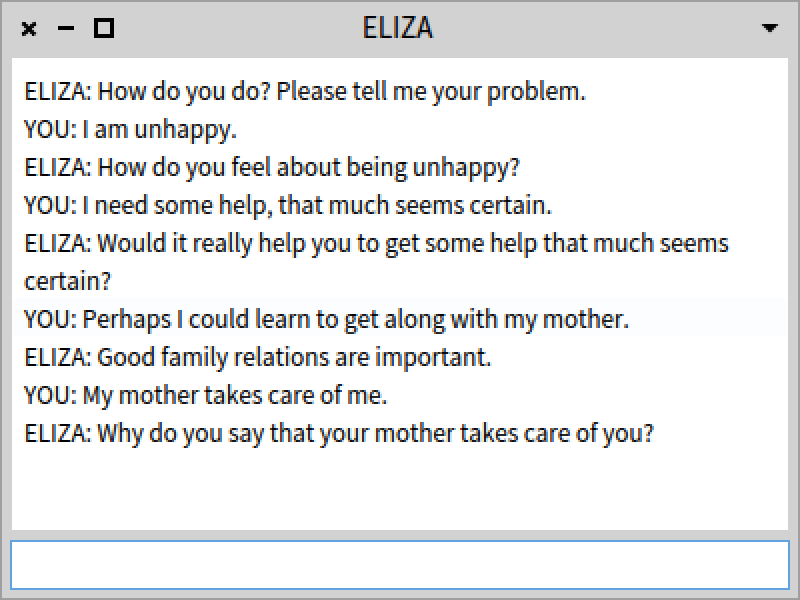 ELIZA
ELIZA: How do you do? Please tell me your problem.
YOU: I am unhappy.
ELIZA: How do you feel about being unhappy?
YOU: I need some help, that much seems certain.
ELIZA: Would it really help you to get some help that much seems
certain?
YOU: Perhaps I could learn to get along with my mother.
ELIZA: Good family relations are important.
YOU: My mother takes care of me.
ELIZA: Why do you say that your mother takes care of you?